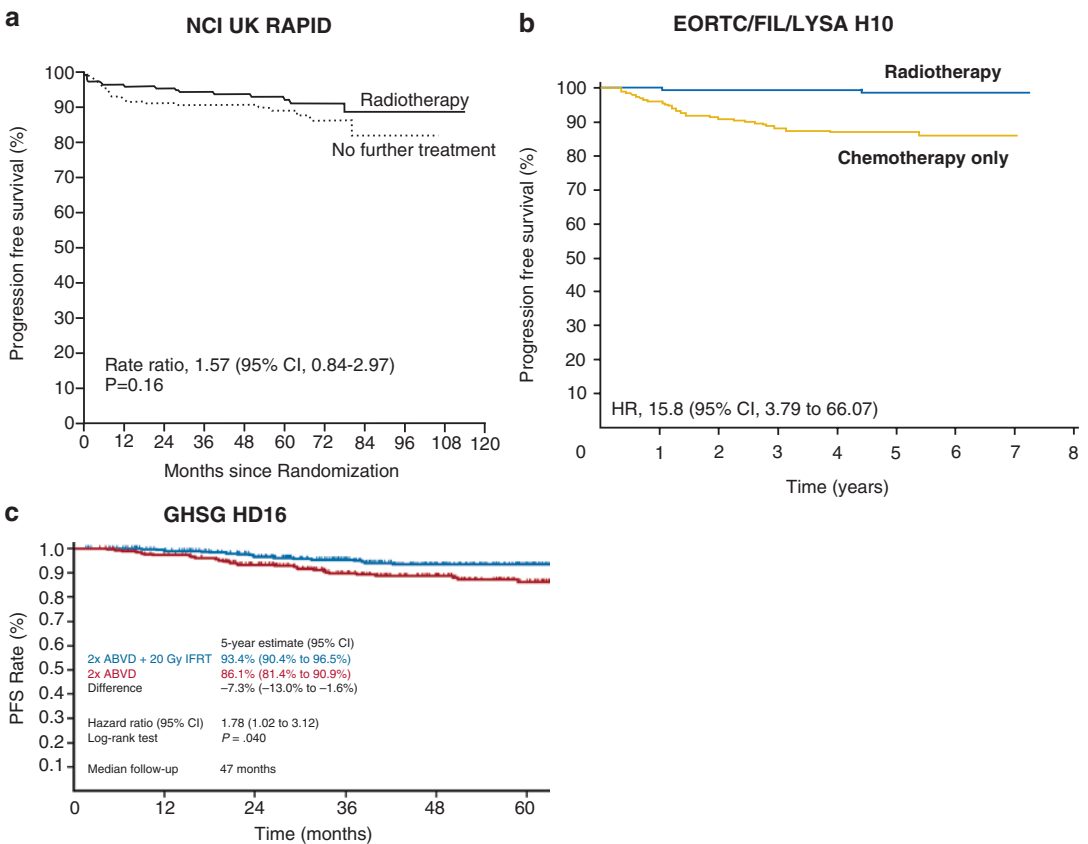 a
NCI UK RAPID
100
90
80
70
60
50
40
30
20
10
0
Progression free survival (%)
Radiotherapy
No further treatment
Rate ratio, 1.57 (95% CI, 0.84-2.97)
P=0.16
0 12 24 36 48 60 72 84 96 108 120
Months since Randomization
b
EORTC/FIL/LYSA H10
100
90
80
70
60
50
40
30
20
10
Progression free survival (%)
Radiotherapy
Chemotherapy only
HR, 15.8 (95% CI, 3.79 to 66.07)
0 1 2 3 4 5 6 7 8
Time (years)
c
GHSG HD16
1.0
0.9
0.8
0.7
0.6
0.5
0.4
0.3
0.2
0.1
PFS Rate (%)
5-year estimate (95% CI)
2x ABVD + 20 Gy IFRT 93.4% (90.4% to 96.5%)
2x ABVD 86.1% (81.4% to 90.9%)
Difference –7.3% (–13.0% to –1.6%)
Hazard ratio (95% CI) 1.78 (1.02 to 3.12)
Log-rank test P = .040
Median follow-up 47 months
0 12 24 36 48 60
Time (months)